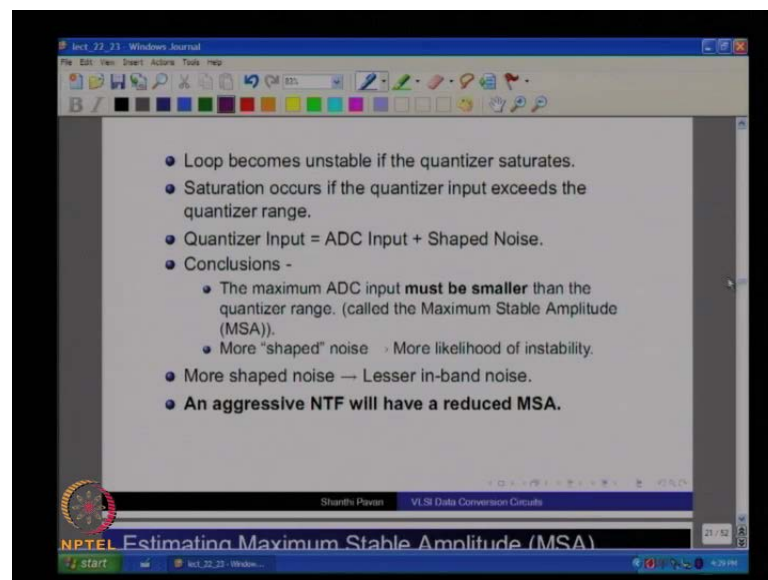 lect_22_23 - Windows Journal
File Edit View Insert Actions Tools Help
B I
Loop becomes unstable if the quantizer saturates.
Saturation occurs if the quantizer input exceeds the
quantizer range.
Quantizer Input = ADC Input + Shaped Noise.
Conclusions -
The maximum ADC input must be smaller than the
quantizer range. (called the Maximum Stable Amplitude
(MSA)).
More “shaped” noise → More likelihood of instability.
More shaped noise → Lesser in-band noise.
An aggressive NTF will have a reduced MSA.
Shanthi Pavan VLSI Data Conversion Circuits
21 / 52
NPTEL
Estimating Maximum Stable Amplitude (MSA)
start
lect_22_23 - Window...
4:29 PM